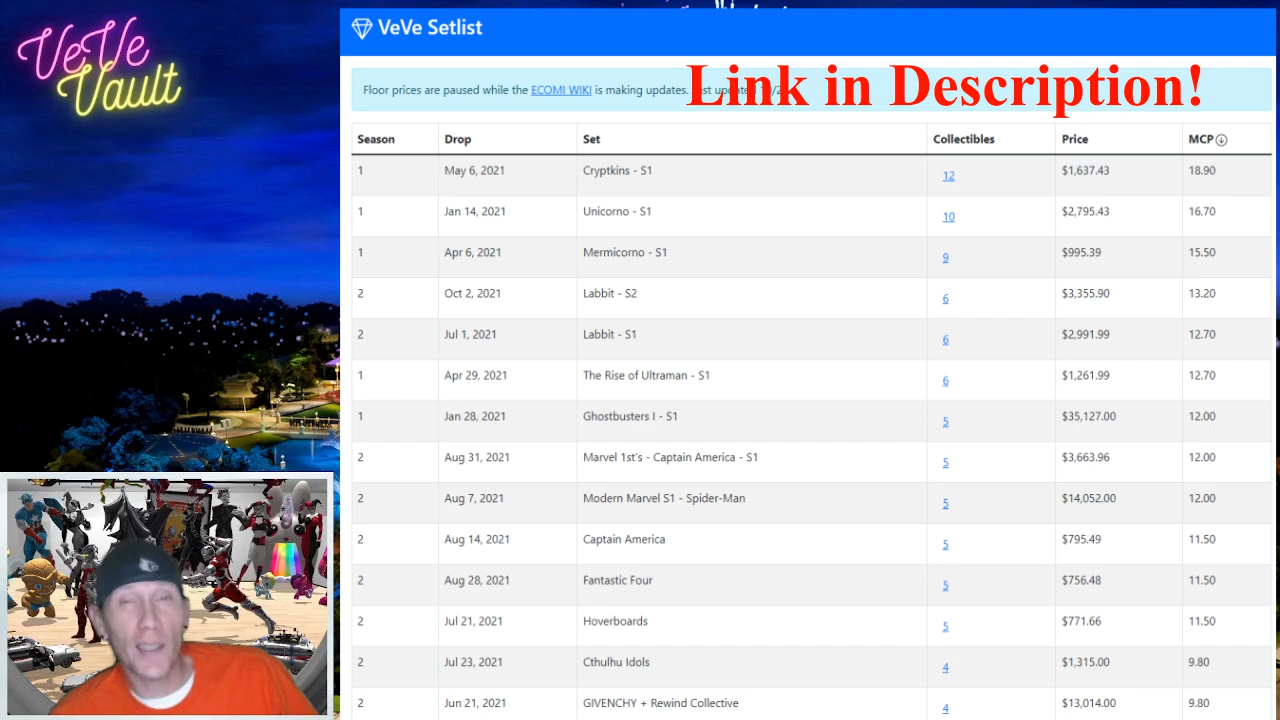 VeVe
Vault
VeVe Setlist
Floor prices are paused while the ECOMI WIKI is making updates.
Link in Description!
Season Drop Set Collectibles Price MCP
1 May 6, 2021 Cryptkins - S1 12 $1,637.43 18.90
1 Jan 14, 2021 Unicorno - S1 10 $2,795.43 16.70
1 Apr 6, 2021 Mermicorno - S1 9 $995.39 15.50
2 Oct 2, 2021 Labbit - S2 6 $3,355.90 13.20
2 Jul 1, 2021 Labbit - S1 6 $2,991.99 12.70
1 Apr 29, 2021 The Rise of Ultraman - S1 6 $1,261.99 12.70
1 Jan 28, 2021 Ghostbusters I - S1 5 $35,127.00 12.00
2 Aug 31, 2021 Marvel 1st's - Captain America - S1 5 $3,663.96 12.00
2 Aug 7, 2021 Modern Marvel S1 - Spider-Man 5 $14,052.00 12.00
2 Aug 14, 2021 Captain America 5 $795.49 11.50
2 Aug 28, 2021 Fantastic Four 5 $756.48 11.50
2 Jul 21, 2021 Hoverboards 5 $771.66 11.50
2 Jul 23, 2021 Cthulhu Idols 4 $1,315.00 9.80
2 Jun 21, 2021 GIVENCHY + Rewind Collective 4 $13,014.00 9.80